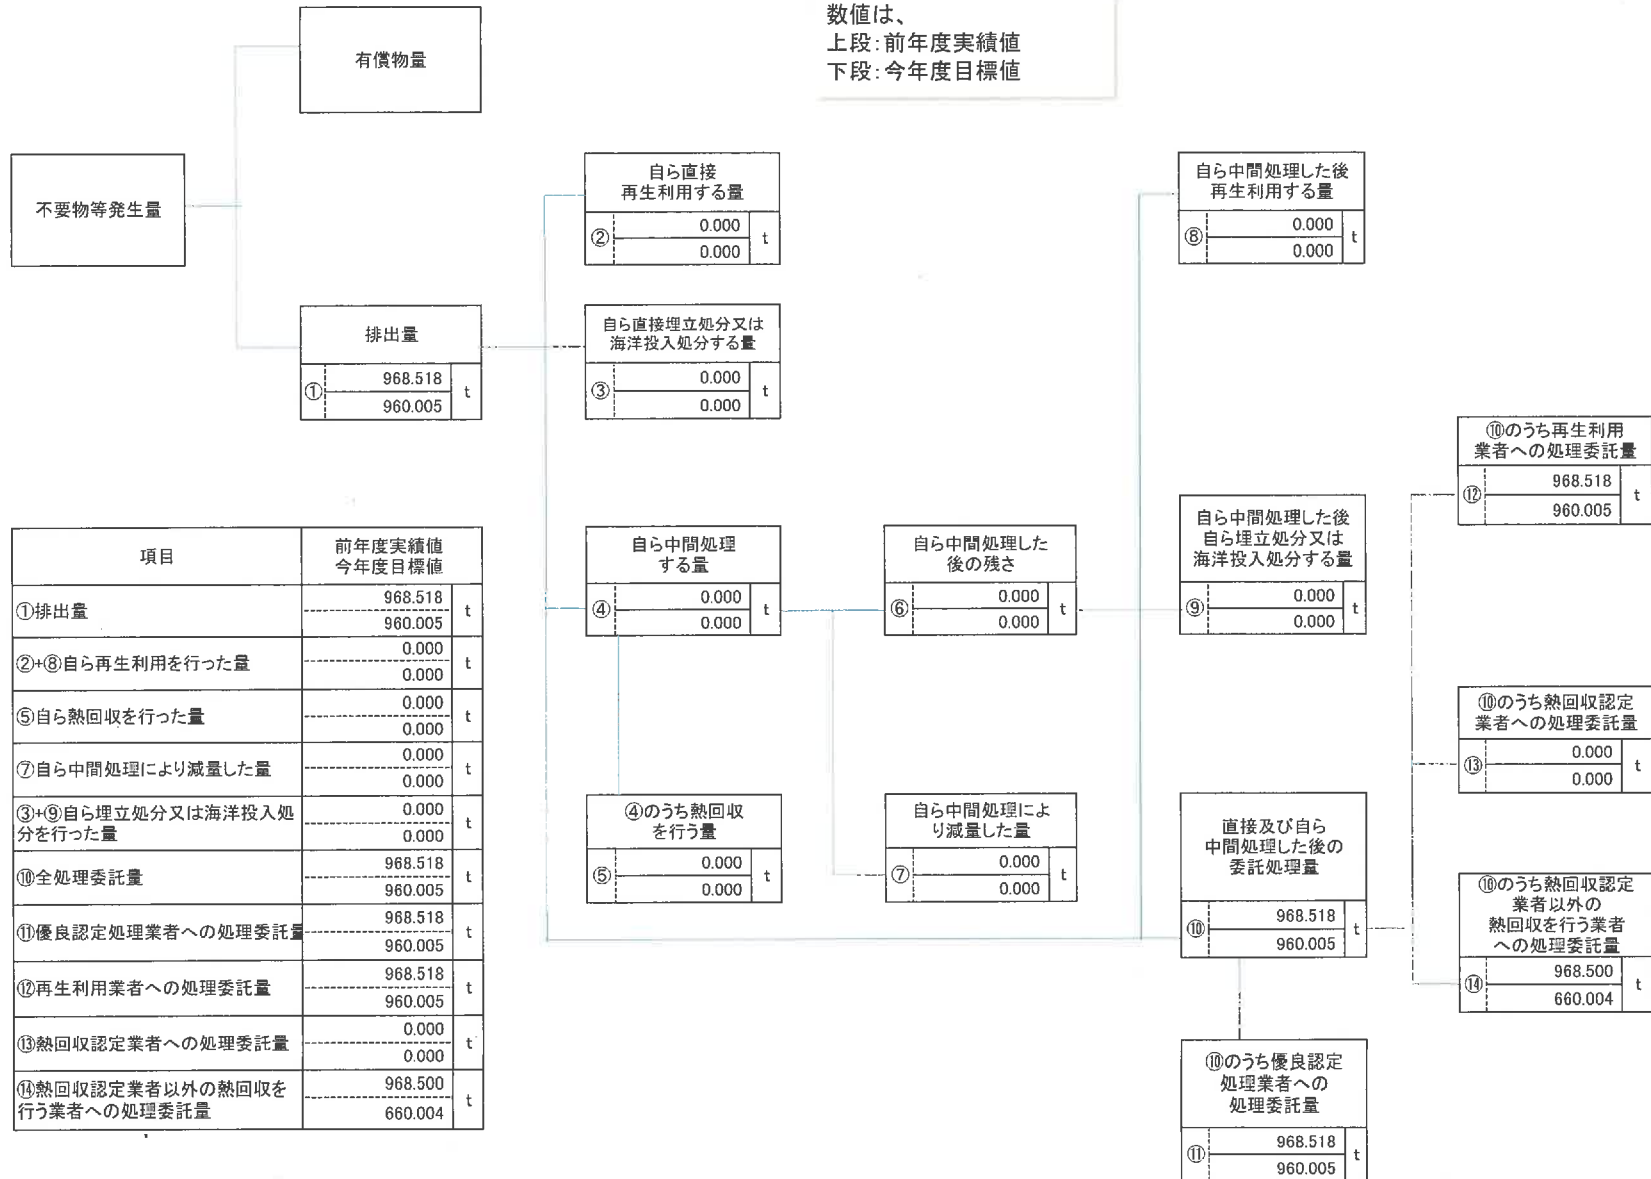 数値は、
上段：前年度実績値
下段：今年度目標値
有償物量
不要物等発生量
排出量
① 968.518 t
960.005
自ら直接
再生利用する量
② 0.000 t
0.000
自ら直接埋立処分又は
海洋投入処分する量
③ 0.000 t
0.000
自ら中間処理
する量
④ 0.000 t
0.000
④のうち熱回収
を行う量
⑤ 0.000 t
0.000
自ら中間処理した
後の残さ
⑥ 0.000 t
0.000
自ら中間処理によ
り減量した量
⑦ 0.000 t
0.000
自ら中間処理した後
再生利用する量
⑧ 0.000 t
0.000
自ら中間処理した後
自ら埋立処分又は
海洋投入処分する量
⑨ 0.000 t
0.000
直接及び自ら
中間処理した後の
委託処理量
⑩ 968.518 t
960.005
⑩のうち優良認定
処理業者への
処理委託量
⑪ 968.518 t
960.005
⑩のうち再生利用
業者への処理委託量
⑫ 968.518 t
960.005
⑩のうち熱回収認定
業者への処理委託量
⑬ 0.000 t
0.000
⑩のうち熱回収認定
業者以外の
熱回収を行う業者
への処理委託量
⑭ 968.500 t
660.004
項目 前年度実績値
今年度目標値
①排出量 968.518 t
960.005
②+⑧自ら再生利用を行った量 0.000 t
0.000
⑤自ら熱回収を行った量 0.000 t
0.000
⑦自ら中間処理により減量した量 0.000 t
0.000
③+⑨自ら埋立処分又は海洋投入処 0.000 t
分を行った量 0.000
⑩全処理委託量 968.518 t
960.005
⑪優良認定処理業者への処理委託量 968.518 t
960.005
⑫再生利用業者への処理委託量 968.518 t
960.005
⑬熱回収認定業者への処理委託量 0.000 t
0.000
⑭熱回収認定業者以外の熱回収を 968.500 t
行う業者への処理委託量 660.004